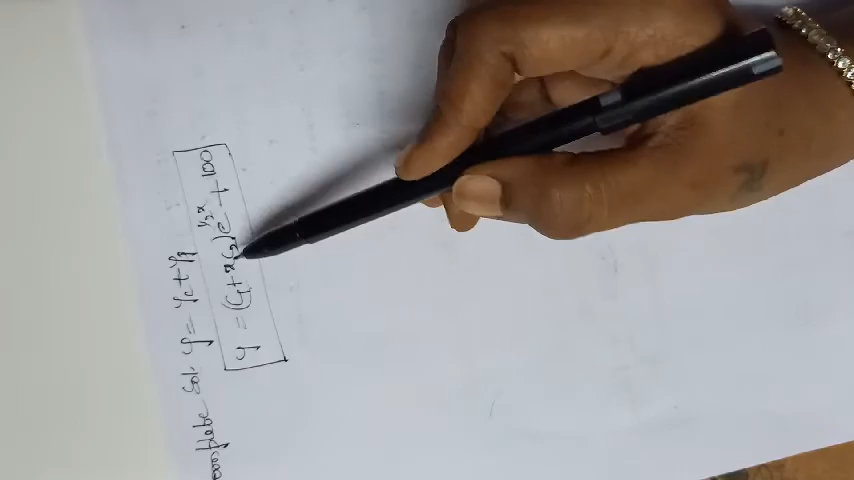 complete sol. y = yc + yp
y = (c₁ + xc₂)e^{1/2 x} + 100